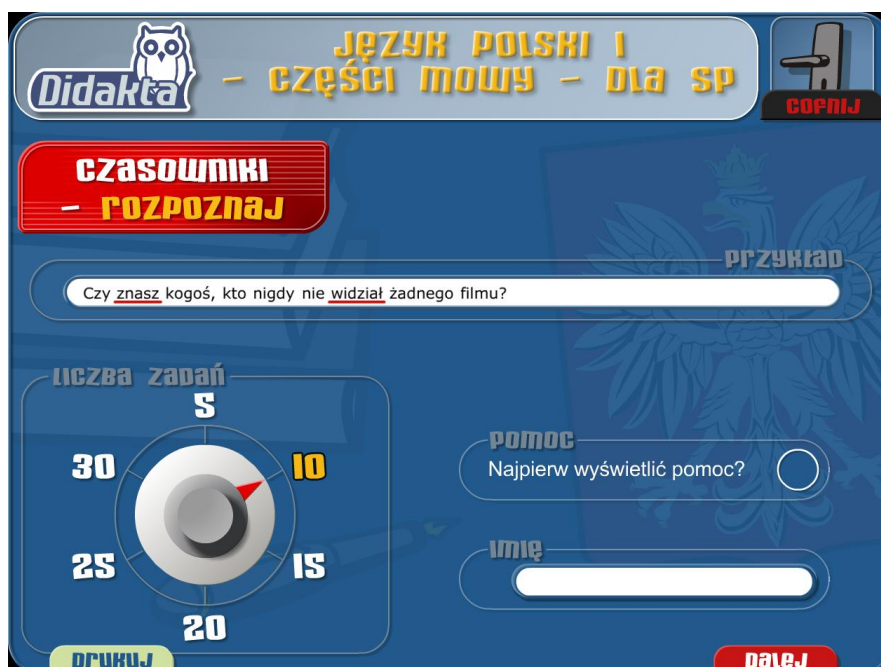 Didakta
JĘZYK POLSKI I
- CZĘŚCI MOWY - DLA SP
COFNIJ
CZASOWNIKI
- ROZPOZNAJ
PRZYKŁAD
Czy znasz kogoś, kto nigdy nie widział żadnego filmu?
LICZBA ZADAŃ
5
30
10
25
15
20
POMOC
Najpierw wyświetlić pomoc?
IMIĘ
DRUKUJ
DALEJ